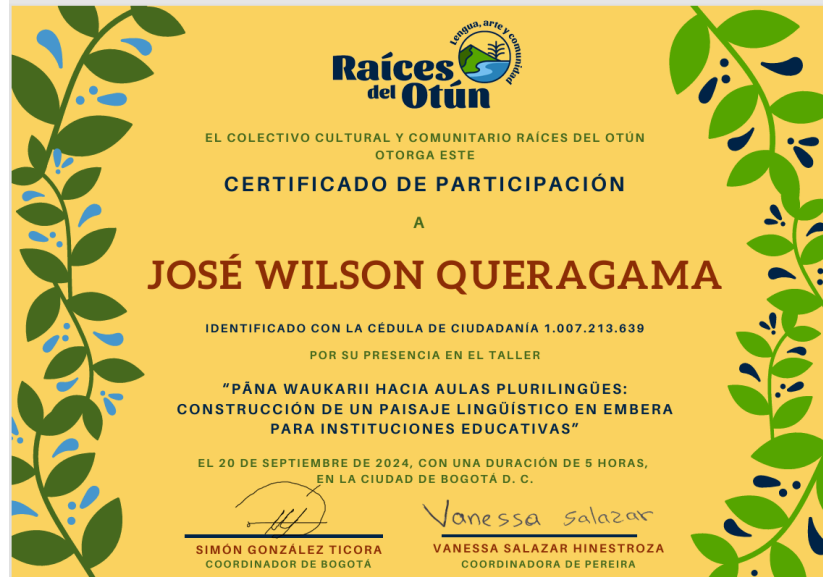 Lengua, arte y comunidad
Raíces
del Otún
EL COLECTIVO CULTURAL Y COMUNITARIO RAÍCES DEL OTÚN
OTORGA ESTE
CERTIFICADO DE PARTICIPACIÓN
A
JOSÉ WILSON QUERAGAMA
IDENTIFICADO CON LA CÉDULA DE CIUDADANÍA 1.007.213.639
POR SU PRESENCIA EN EL TALLER
"PÃNA WAUKARII HACIA AULAS PLURILINGÜES:
CONSTRUCCIÓN DE UN PAISAJE LINGÜÍSTICO EN EMBERA
PARA INSTITUCIONES EDUCATIVAS"
EL 20 DE SEPTIEMBRE DE 2024, CON UNA DURACIÓN DE 5 HORAS,
EN LA CIUDAD DE BOGOTÁ D. C.
Vanessa Salazar
SIMÓN GONZÁLEZ TICORA
COORDINADOR DE BOGOTÁ
VANESSA SALAZAR HINESTROZA
COORDINADORA DE PEREIRA